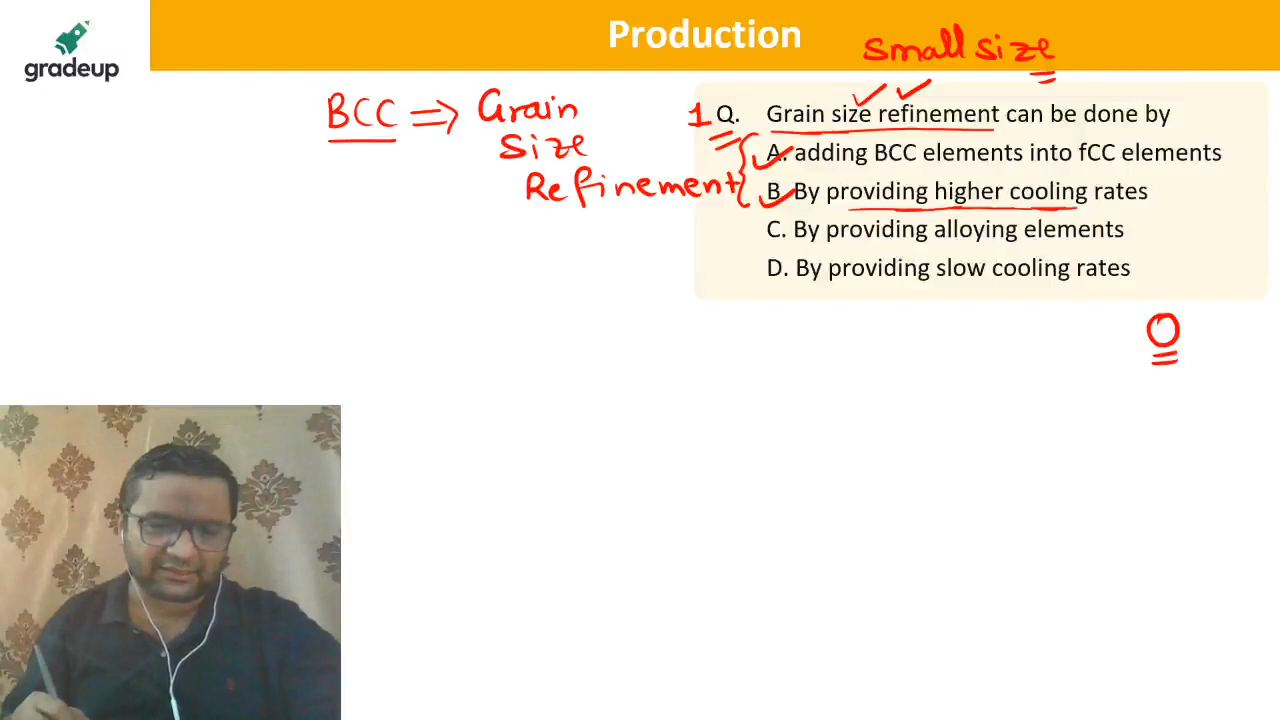 Production
gradeup
small size
BCC => Grain
Size
Refinement
1 Q. Grain size refinement can be done by
A. adding BCC elements into fCC elements
B. By providing higher cooling rates
C. By providing alloying elements
D. By providing slow cooling rates
O